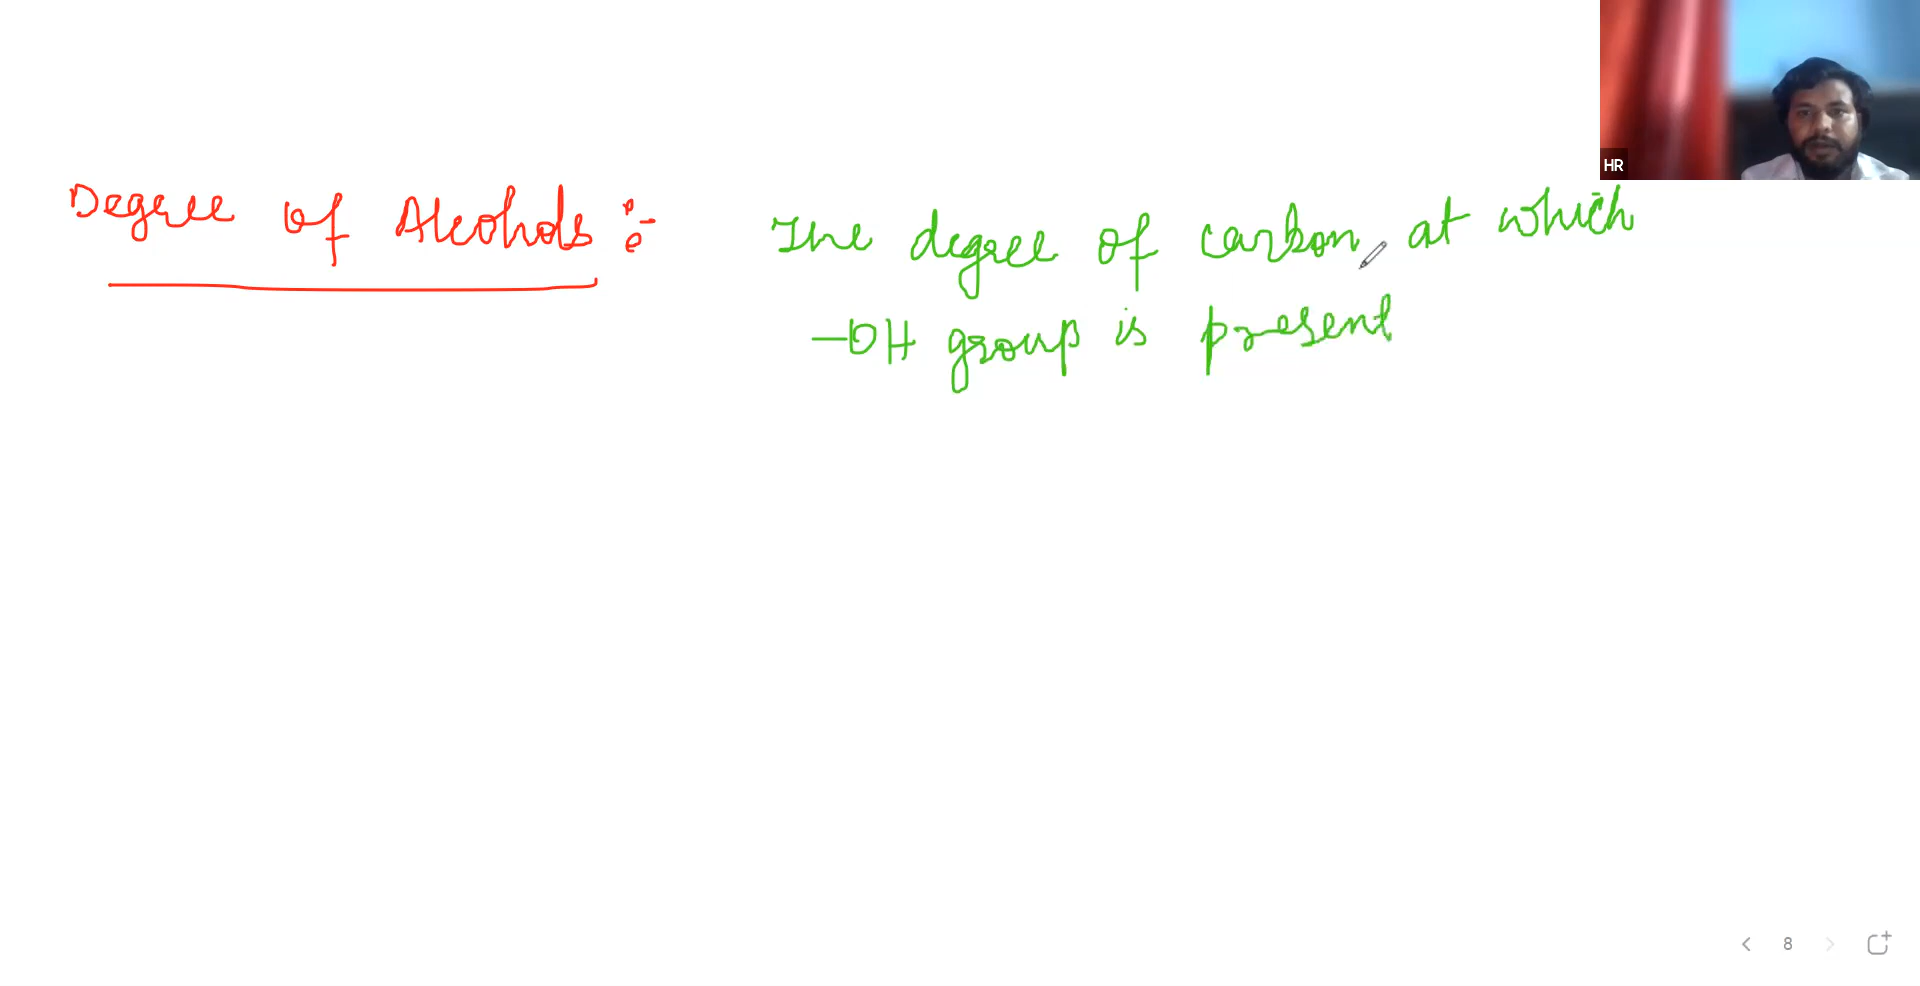 HR
Degree of Alcohols :-
The degree of carbon, at which
-OH group is present
8